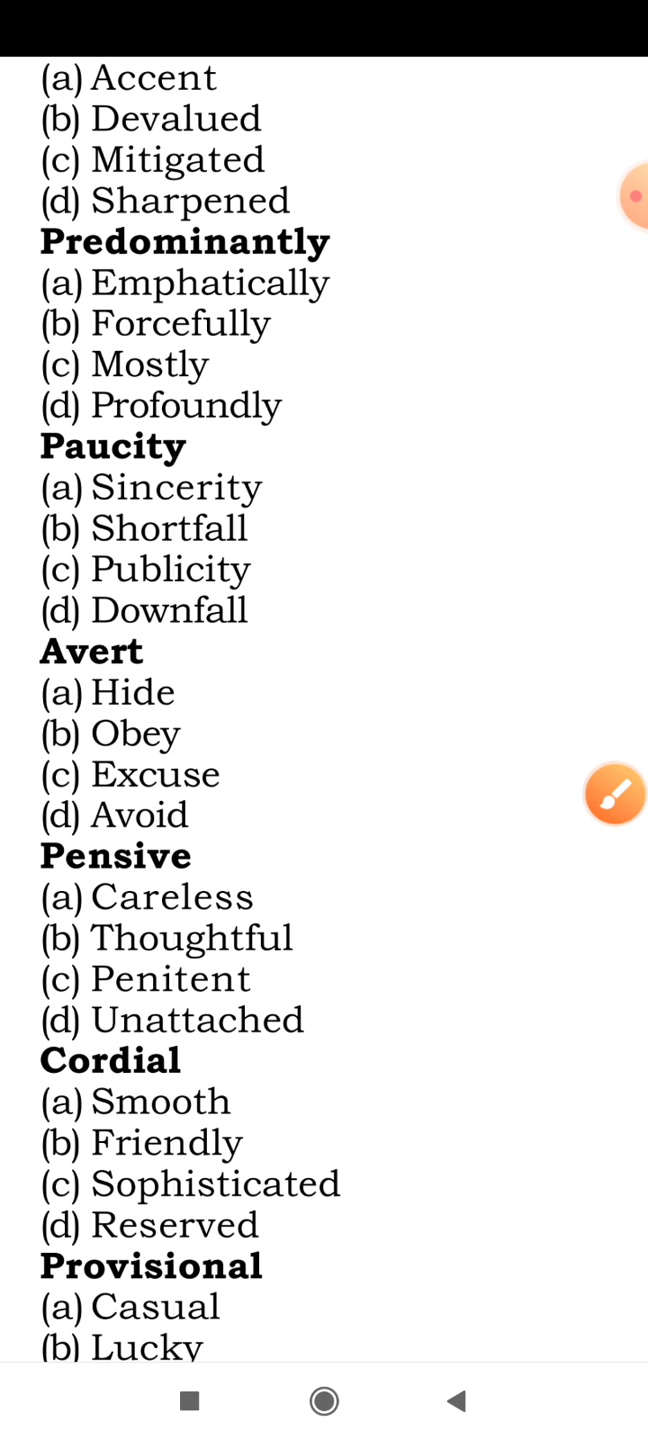 (a) Accent
(b) Devalued
(c) Mitigated
(d) Sharpened
Predominantly
(a) Emphatically
(b) Forcefully
(c) Mostly
(d) Profoundly
Paucity
(a) Sincerity
(b) Shortfall
(c) Publicity
(d) Downfall
Avert
(a) Hide
(b) Obey
(c) Excuse
(d) Avoid
Pensive
(a) Careless
(b) Thoughtful
(c) Penitent
(d) Unattached
Cordial
(a) Smooth
(b) Friendly
(c) Sophisticated
(d) Reserved
Provisional
(a) Casual
(b) Lucky